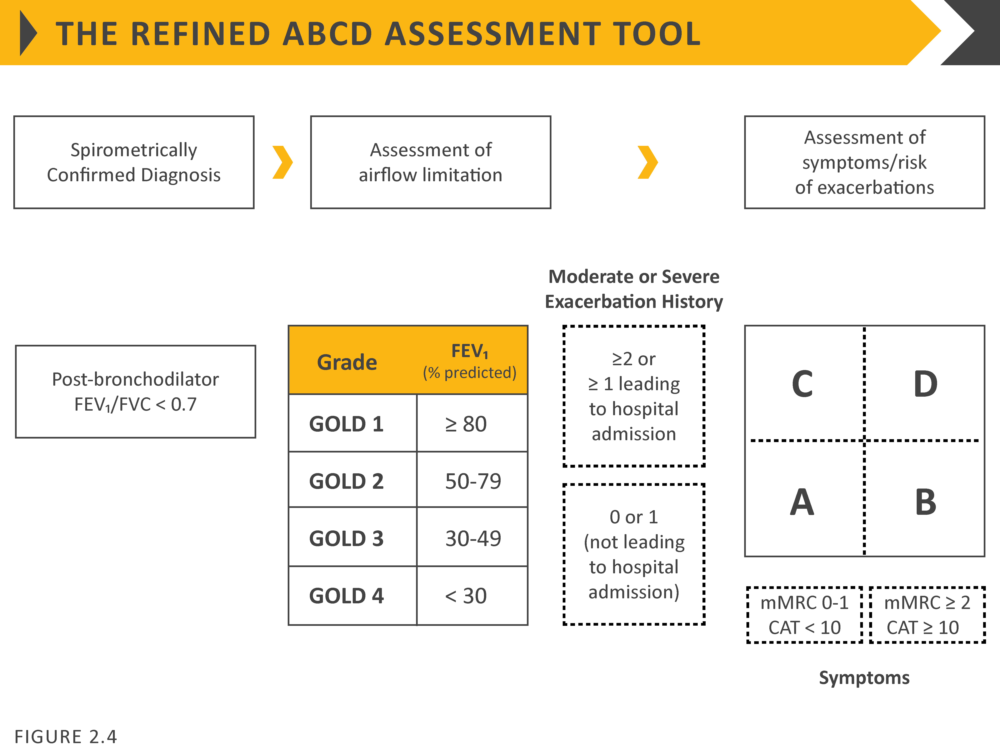 THE REFINED ABCD ASSESSMENT TOOL
Spirometrically
Confirmed Diagnosis
Assessment of
airflow limitation
Assessment of
symptoms/risk
of exacerbations
Post-bronchodilator
FEV₁/FVC < 0.7
Grade
FEV₁
(% predicted)
GOLD 1
≥ 80
GOLD 2
50-79
GOLD 3
30-49
GOLD 4
< 30
Moderate or Severe
Exacerbation History
≥2 or
≥ 1 leading
to hospital
admission
0 or 1
(not leading
to hospital
admission)
C
D
A
B
mMRC 0-1
CAT < 10
mMRC ≥ 2
CAT ≥ 10
Symptoms
FIGURE 2.4